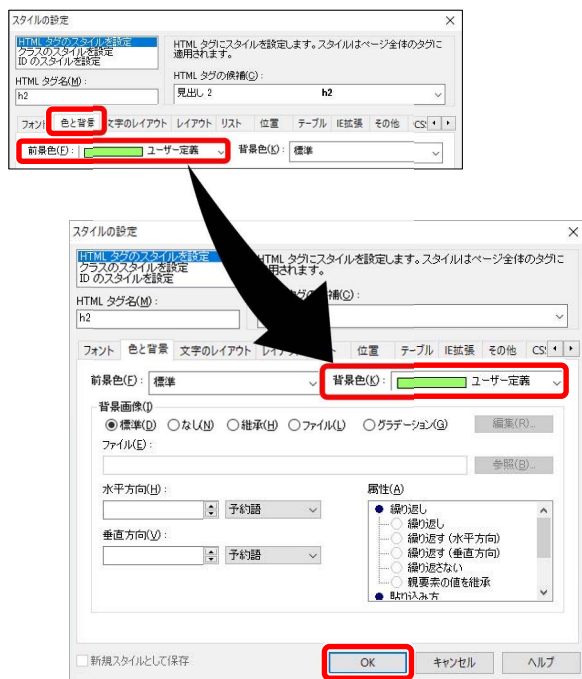 スタイルの設定
HTML タグのスタイルを設定
クラスのスタイルを設定
ID のスタイルを設定
HTML タグにスタイルを設定します。スタイルはページ全体のタグに
適用されます。
HTML タグ名(M):
HTML タグの候補(C):
h2
見出し 2 h2
フォント 色と背景 文字のレイアウト レイアウト リスト 位置 テーブル IE拡張 その他 CS
前景色(F): ユーザー定義 背景色(K): 標準
スタイルの設定
HTML タグのスタイルを設定
クラスのスタイルを設定
ID のスタイルを設定
HTML タグにスタイルを設定します。スタイルはページ全体のタグに
用されます。
HTML タグ名(M):
補(C):
h2
フォント 色と背景 文字のレイアウト 位置 テーブル IE拡張 その他 CS
前景色(F): 標準 背景色(K): ユーザー定義
背景画像(I)
標準(D) なし(N) 継承(H) ファイル(L) グラデーション(G) 編集(R)...
ファイル(E):
参照(B)...
水平方向(H):
予約語
垂直方向(V):
予約語
属性(A)
繰り返し
繰り返し
繰り返す (水平方向)
繰り返す (垂直方向)
繰り返さない
親要素の値を継承
貼り込み方
新規スタイルとして保存 OK キャンセル ヘルプ